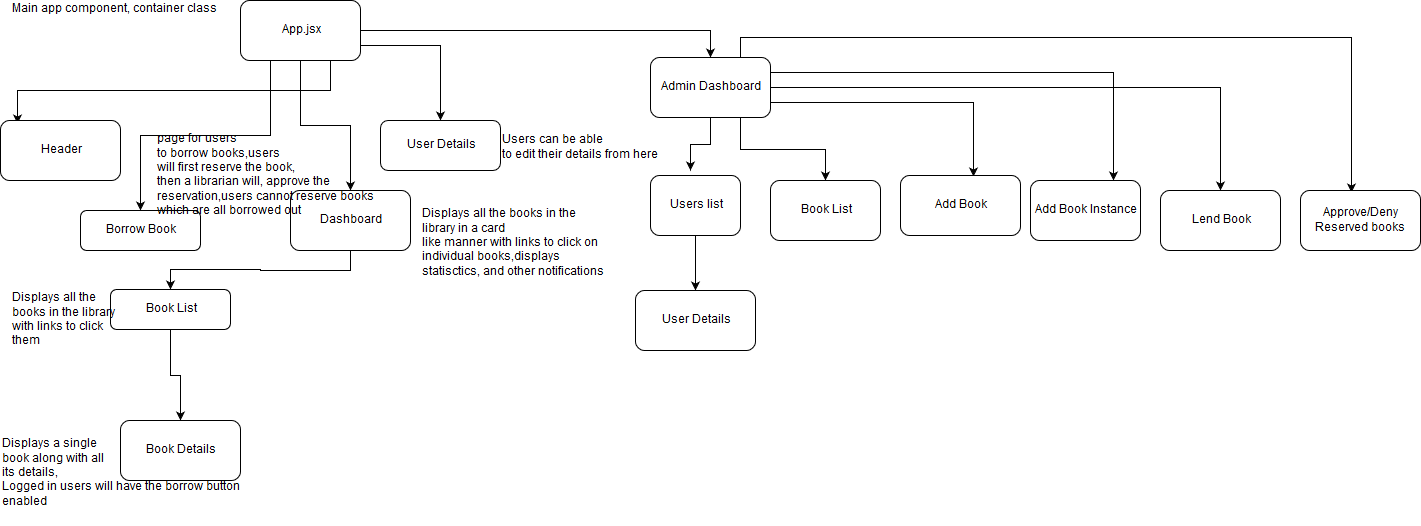 Main app component, container class
App.jsx
Admin Dashboard
Header
page for users
to borrow books,users
will first reserve the book,
then a librarian will, approve the
reservation,users cannot reserve books
which are all borrowed out
User Details
Users can be able
to edit their details from here
Borrow Book
Dashboard
Displays all the books in the
library in a card
like manner with links to click on
individual books,displays
statisctics, and other notifications
Users list
Book List
Add Book
Add Book Instance
Lend Book
Approve/Deny
Reserved books
Displays all the
books in the library
with links to click
them
Book List
User Details
Displays a single
book along with all
its details,
Logged in users will have the borrow button
enabled
Book Details